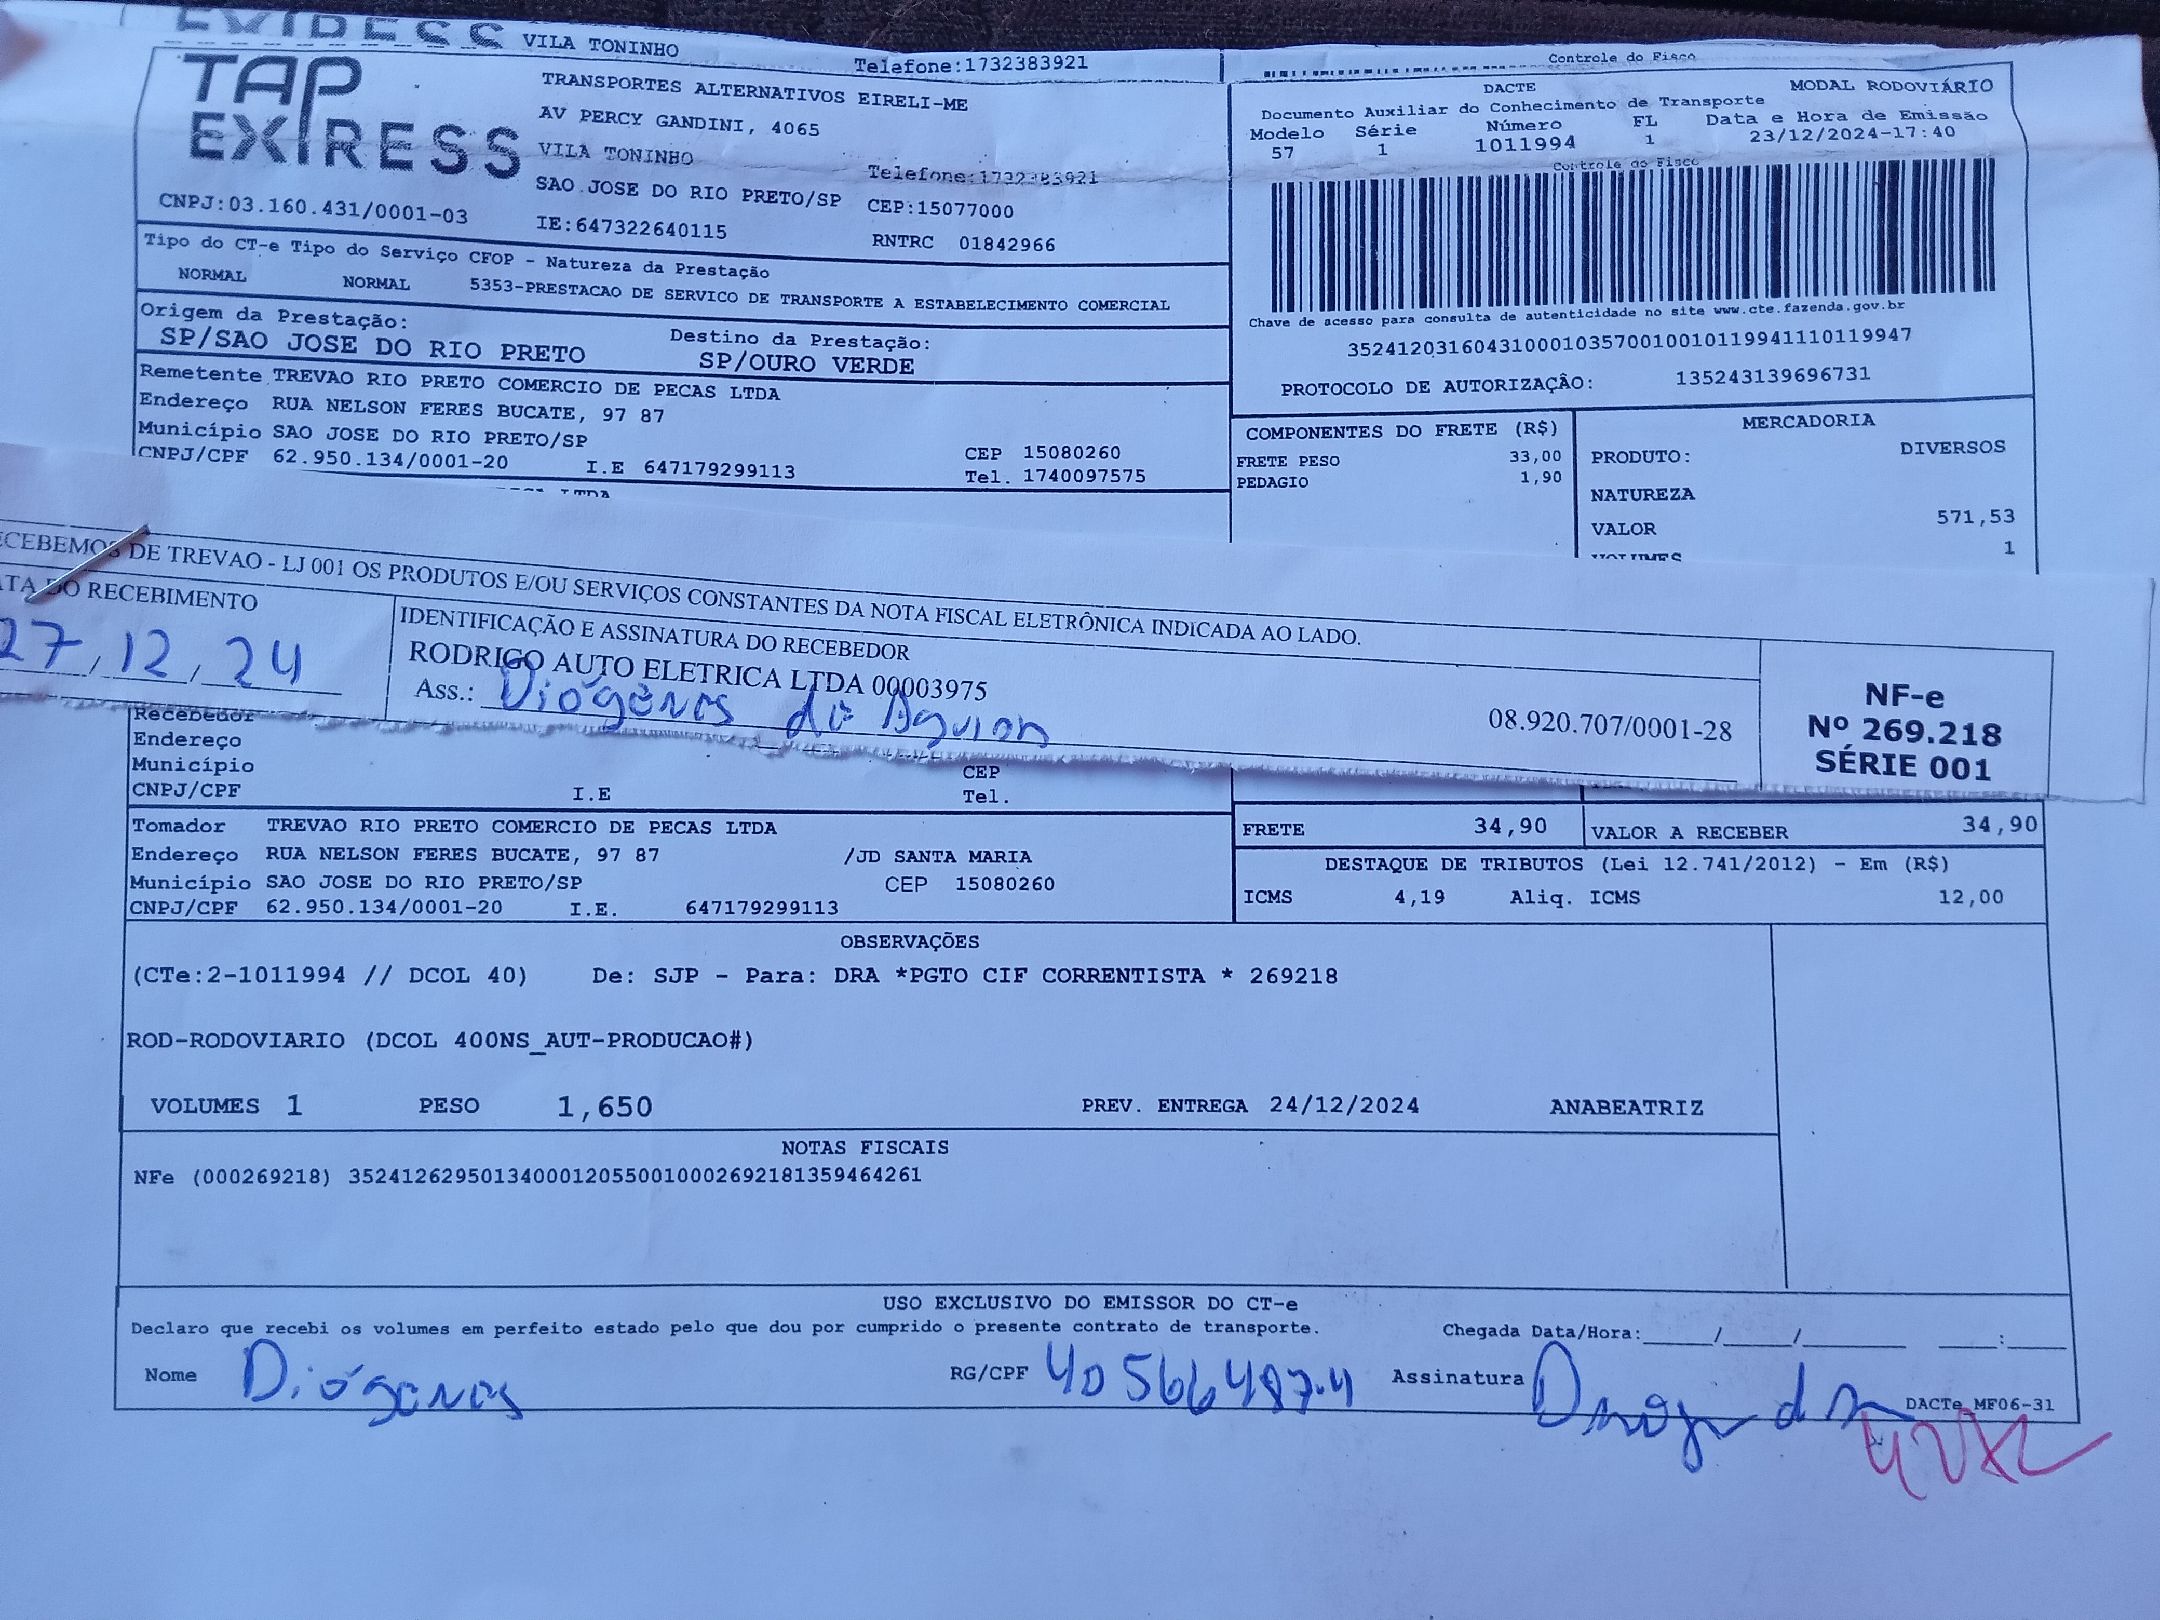 VILA TONINHO
Telefone:1732383921
Controle do Fisco
TAP EXPRESS
TRANSPORTES ALTERNATIVOS EIRELI-ME
AV PERCY GANDINI, 4065
VILA TONINHO
Telefone:1732383921
SAO JOSE DO RIO PRETO/SP CEP:15077000
CNPJ:03.160.431/0001-03
IE:647322640115
RNTRC 01842966
DACTE
MODAL RODOVIÁRIO
Documento Auxiliar do Conhecimento de Transporte
Modelo Série Número FL Data e Hora de Emissão
57 1 1011994 1 23/12/2024-17:40
Controle do Fisco
Chave de acesso para consulta de autenticidade no site www.cte.fazenda.gov.br
35241203160431000103570010010119941110119947
PROTOCOLO DE AUTORIZAÇÃO: 135243139696731
Tipo do CT-e Tipo do Serviço CFOP - Natureza da Prestação
NORMAL NORMAL 5353-PRESTACAO DE SERVICO DE TRANSPORTE A ESTABELECIMENTO COMERCIAL
Origem da Prestação: Destino da Prestação:
SP/SAO JOSE DO RIO PRETO SP/OURO VERDE
Remetente TREVAO RIO PRETO COMERCIO DE PECAS LTDA
Endereço RUA NELSON FERES BUCATE, 97 87
Município SAO JOSE DO RIO PRETO/SP CEP 15080260
CNPJ/CPF 62.950.134/0001-20 I.E 647179299113 Tel. 1740097575
COMPONENTES DO FRETE (R$)
FRETE PESO 33,00
PEDAGIO 1,90
MERCADORIA
PRODUTO: DIVERSOS
NATUREZA
VALOR 571,53
VOLUMES 1
LTDA
ECEBEMOS DE TREVAO - LJ 001 OS PRODUTOS E/OU SERVIÇOS CONSTANTES DA NOTA FISCAL ELETRÔNICA INDICADA AO LADO.
ATA DO RECEBIMENTO
27/12/24
IDENTIFICAÇÃO E ASSINATURA DO RECEBEDOR
RODRIGO AUTO ELETRICA LTDA 00003975
Ass.: Diógenes de Aguiar
08.920.707/0001-28
NF-e
Nº 269.218
SÉRIE 001
Recebedor
Endereço
Município CEP
CNPJ/CPF I.E Tel.
Tomador TREVAO RIO PRETO COMERCIO DE PECAS LTDA
Endereço RUA NELSON FERES BUCATE, 97 87 /JD SANTA MARIA
Município SAO JOSE DO RIO PRETO/SP CEP 15080260
CNPJ/CPF 62.950.134/0001-20 I.E. 647179299113
FRETE 34,90 VALOR A RECEBER 34,90
DESTAQUE DE TRIBUTOS (Lei 12.741/2012) - Em (R$)
ICMS 4,19 Aliq. ICMS 12,00
OBSERVAÇÕES
(CTe:2-1011994 // DCOL 40) De: SJP - Para: DRA *PGTO CIF CORRENTISTA * 269218
ROD-RODOVIARIO (DCOL 400NS_AUT-PRODUCAO#)
VOLUMES 1 PESO 1,650 PREV. ENTREGA 24/12/2024 ANABEATRIZ
NOTAS FISCAIS
NFe (000269218) 35241262950134000120550010002692181359464261
USO EXCLUSIVO DO EMISSOR DO CT-e
Declaro que recebi os volumes em perfeito estado pelo que dou por cumprido o presente contrato de transporte. Chegada Data/Hora:_____/_____/_______ ___:___
Nome Diógenes RG/CPF 405664874 Assinatura
DACTe_MF06-31